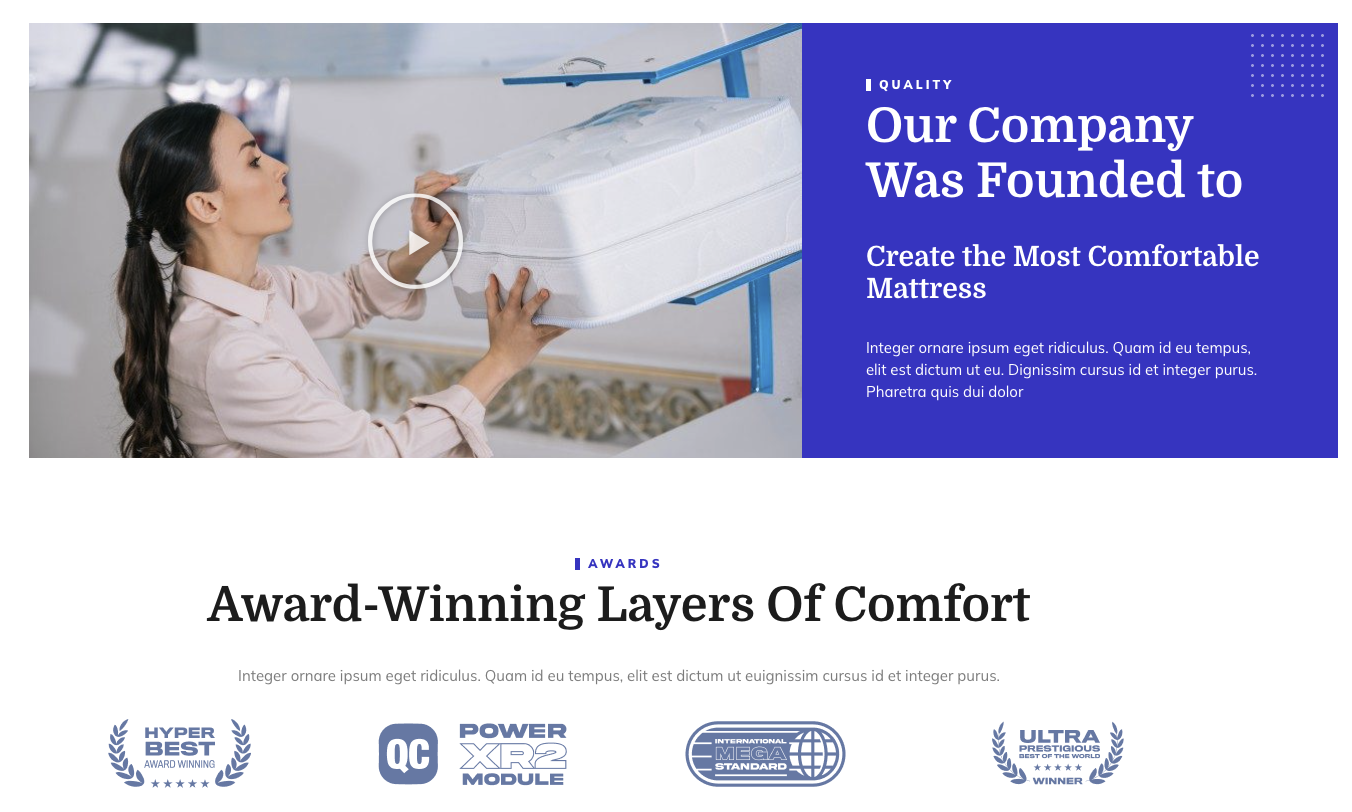 QUALITY
Our Company
Was Founded to
Create the Most Comfortable
Mattress
Integer ornare ipsum eget ridiculus. Quam id eu tempus,
elit est dictum ut eu. Dignissim cursus id et integer purus.
Pharetra quis dui dolor
AWARDS
Award-Winning Layers Of Comfort
Integer ornare ipsum eget ridiculus. Quam id eu tempus, elit est dictum ut euignissim cursus id et integer purus.
HYPER
BEST
AWARD WINNING
QC
POWER
XR2
MODULE
INTERNATIONAL
MEGA
STANDARD
ULTRA
PRESTIGIOUS
BEST OF THE WORLD
WINNER